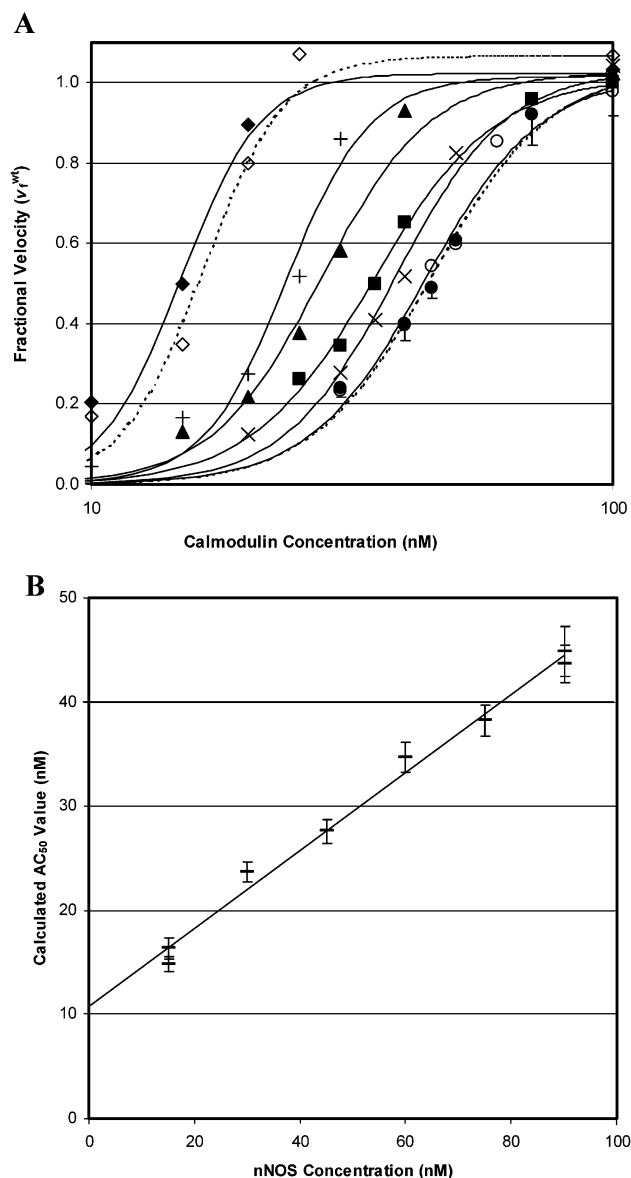 A
Fractional Velocity (vfwt)
1.0
0.8
0.6
0.4
0.2
0.0
10
100
Calmodulin Concentration (nM)
B
Calculated AC50 Value (nM)
50
40
30
20
10
0
0 20 40 60 80 100
nNOS Concentration (nM)